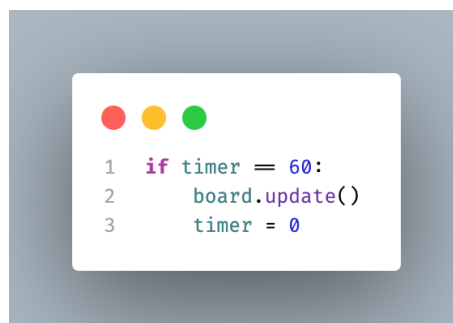 1 if timer == 60:
2     board.update()
3     timer = 0